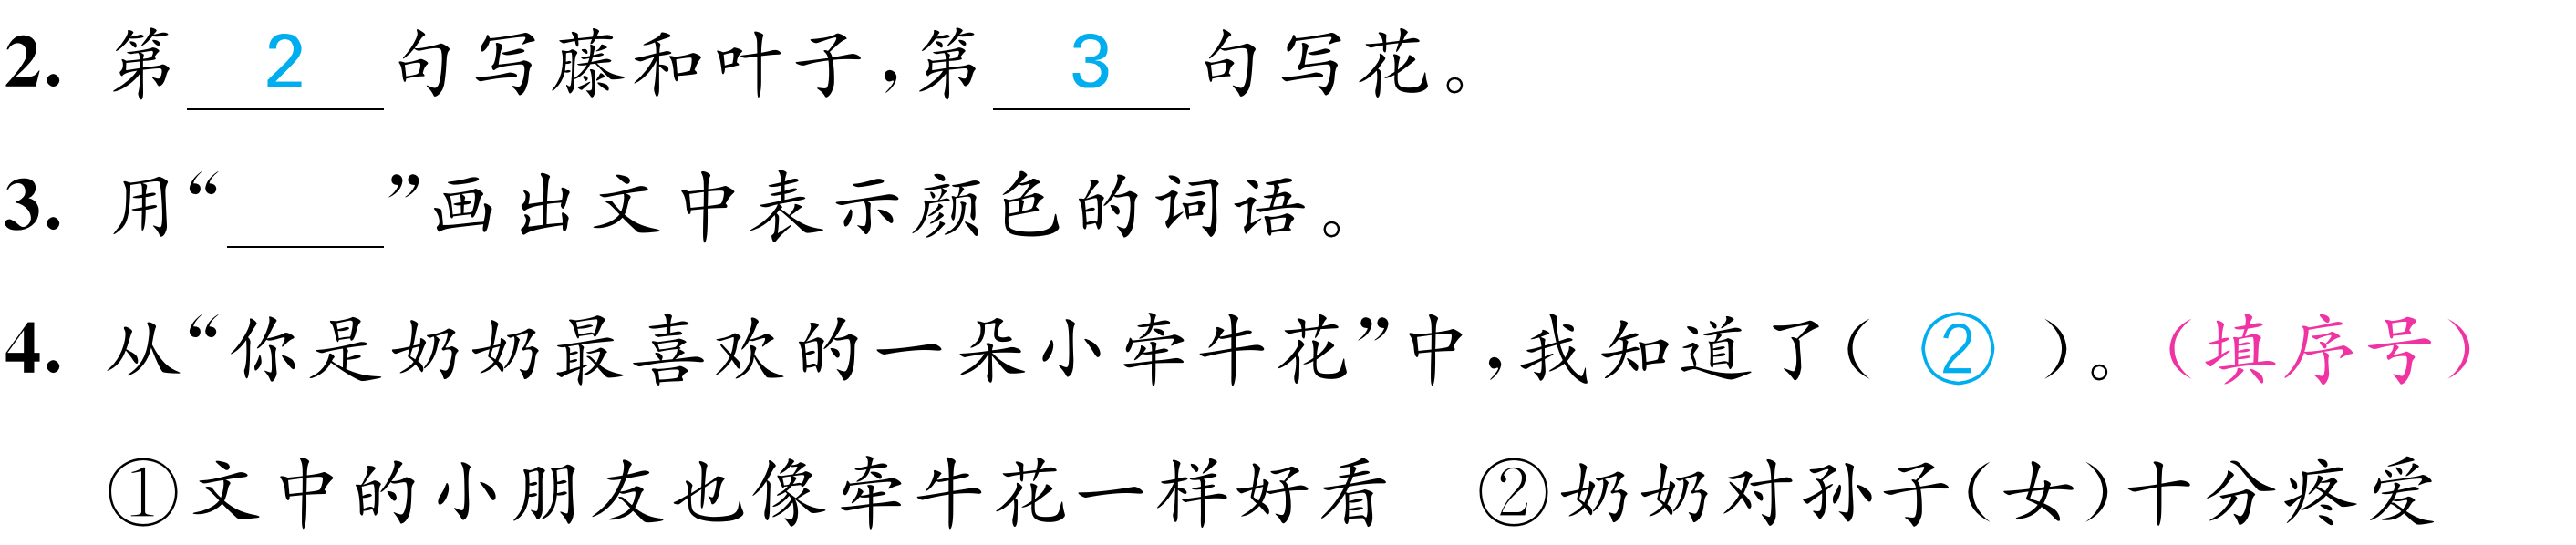 2. 第 2 句写藤和叶子,第 3 句写花。
3. 用“____”画出文中表示颜色的词语。
4. 从“你是奶奶最喜欢的一朵小牵牛花”中,我知道了( ② )。(填序号)
①文中的小朋友也像牵牛花一样好看 ②奶奶对孙子(女)十分疼爱